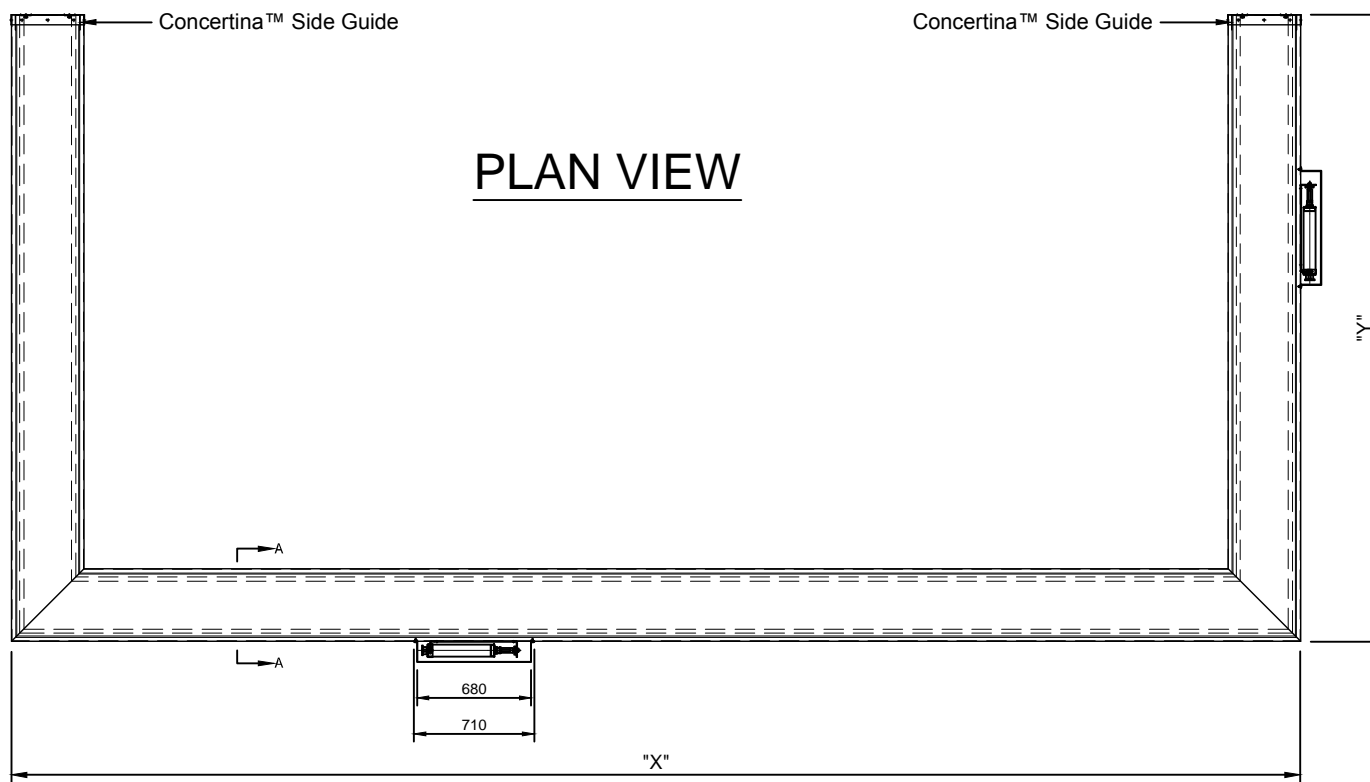 Concertina™ Side Guide
Concertina™ Side Guide
PLAN VIEW
"Y"
A
A
680
710
"X"